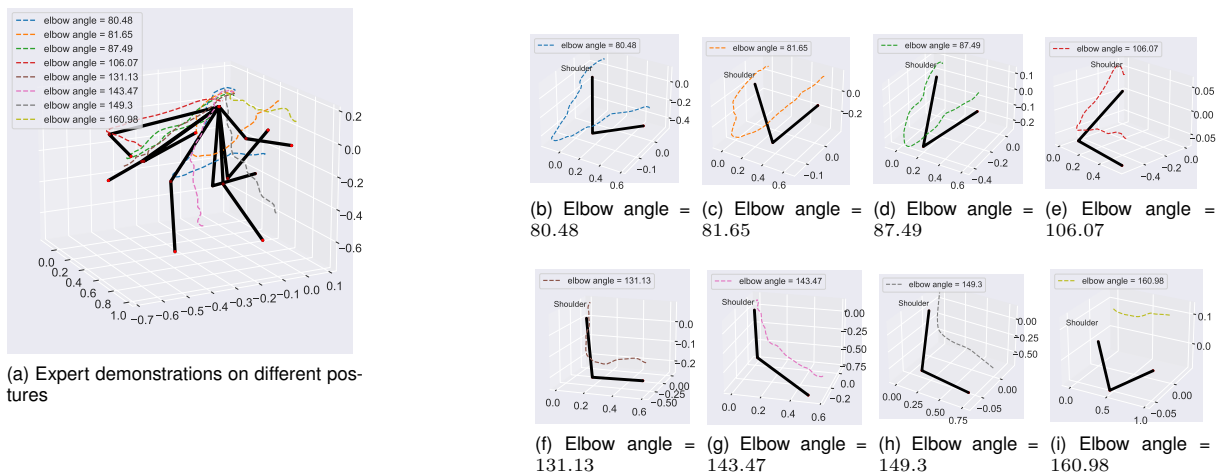 elbow angle = 80.48
elbow angle = 81.65
elbow angle = 87.49
elbow angle = 106.07
elbow angle = 131.13
elbow angle = 143.47
elbow angle = 149.3
elbow angle = 160.98
0.2
0.0
−0.2
−0.4
−0.6
0.0
0.2
0.4
0.6
0.8
1.0
−0.7
−0.6
−0.5
−0.4
−0.3
−0.2
−0.1
0.0
0.1
(a) Expert demonstrations on different pos-
tures
elbow angle = 80.48
Shoulder
0.0
−0.2
−0.4
0.0
0.2
0.4
0.6
0.0
(b) Elbow angle =
80.48
elbow angle = 81.65
Shoulder
0.0
−0.2
0.0
0.2
0.4
0.6
−0.1
0.0
(c) Elbow angle =
81.65
elbow angle = 87.49
Shoulder
0.1
0.0
−0.1
−0.2
0.0
0.2
0.4
0.6
−0.4
−0.2
0.0
(d) Elbow angle =
87.49
elbow angle = 106.07
Shoulder
0.05
0.00
−0.05
0.0
0.2
0.4
0.6
−0.4
−0.2
0.0
(e) Elbow angle =
106.07
elbow angle = 131.13
Shoulder
0.0
−0.1
−0.2
0.0
0.2
0.4
0.6
−0.50
−0.25
0.00
(f) Elbow angle =
131.13
elbow angle = 143.47
Shoulder
0.00
−0.25
−0.50
−0.75
0.0
0.2
0.4
0.6
−0.2
0.0
(g) Elbow angle =
143.47
elbow angle = 149.3
Shoulder
0.00
−0.25
−0.50
0.00
0.25
0.50
0.75
−0.05
0.00
(h) Elbow angle =
149.3
elbow angle = 160.98
Shoulder
0.1
0.0
0.0
0.5
1.0
−0.05
0.00
(i) Elbow angle =
160.98